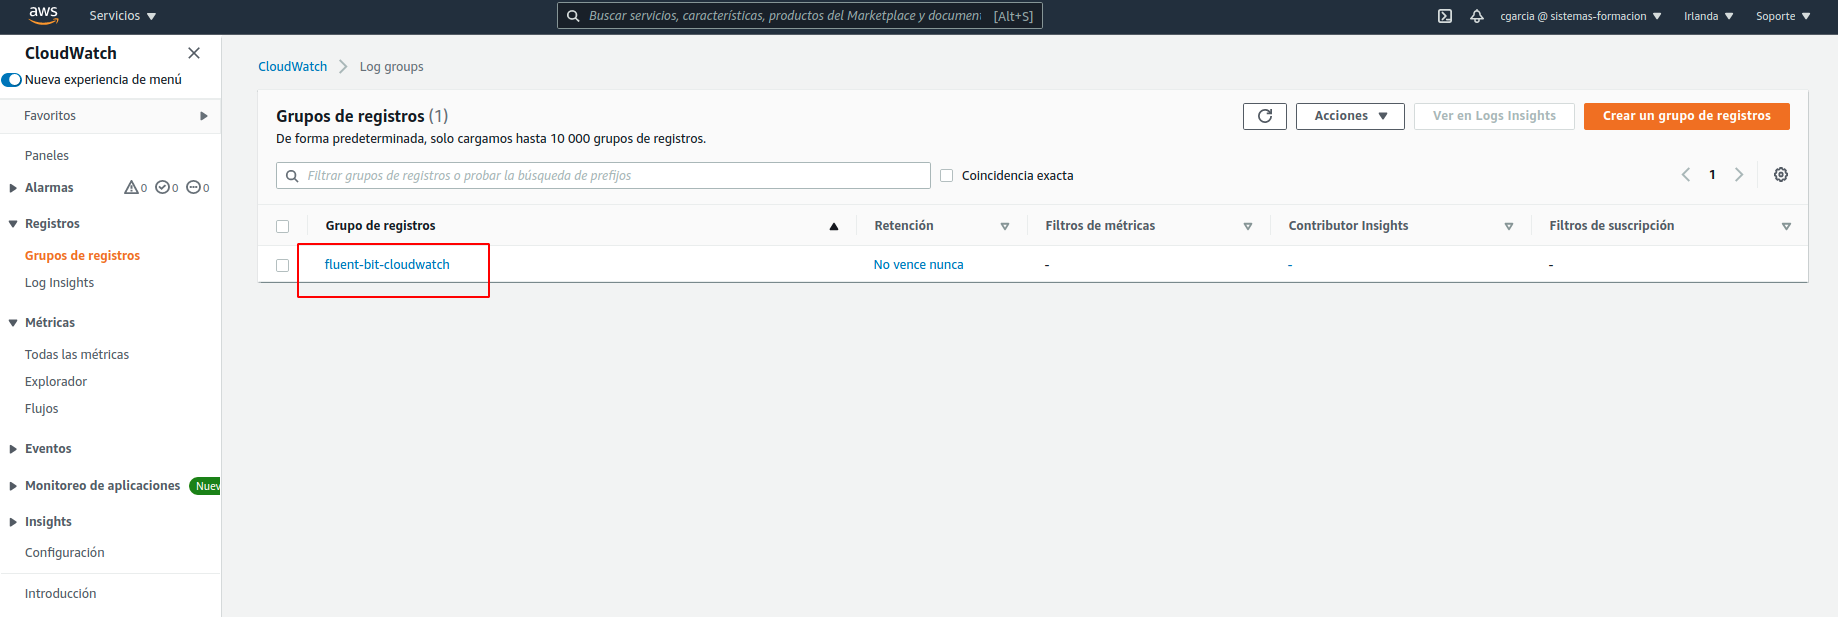 aws Servicios Buscar servicios, características, productos del Marketplace y documen [Alt+S] cgarcia @ sistemas-formacion Irlanda Soporte
CloudWatch
Nueva experiencia de menú
Favoritos
Paneles
Alarmas 0 0 0
Registros
Grupos de registros
Log Insights
Métricas
Todas las métricas
Explorador
Flujos
Eventos
Monitoreo de aplicaciones Nuev
Insights
Configuración
Introducción
CloudWatch Log groups
Grupos de registros (1)
De forma predeterminada, solo cargamos hasta 10 000 grupos de registros.
Acciones Ver en Logs Insights Crear un grupo de registros
Filtrar grupos de registros o probar la búsqueda de prefijos Coincidencia exacta 1
Grupo de registros Retención Filtros de métricas Contributor Insights Filtros de suscripción
fluent-bit-cloudwatch No vence nunca - - -